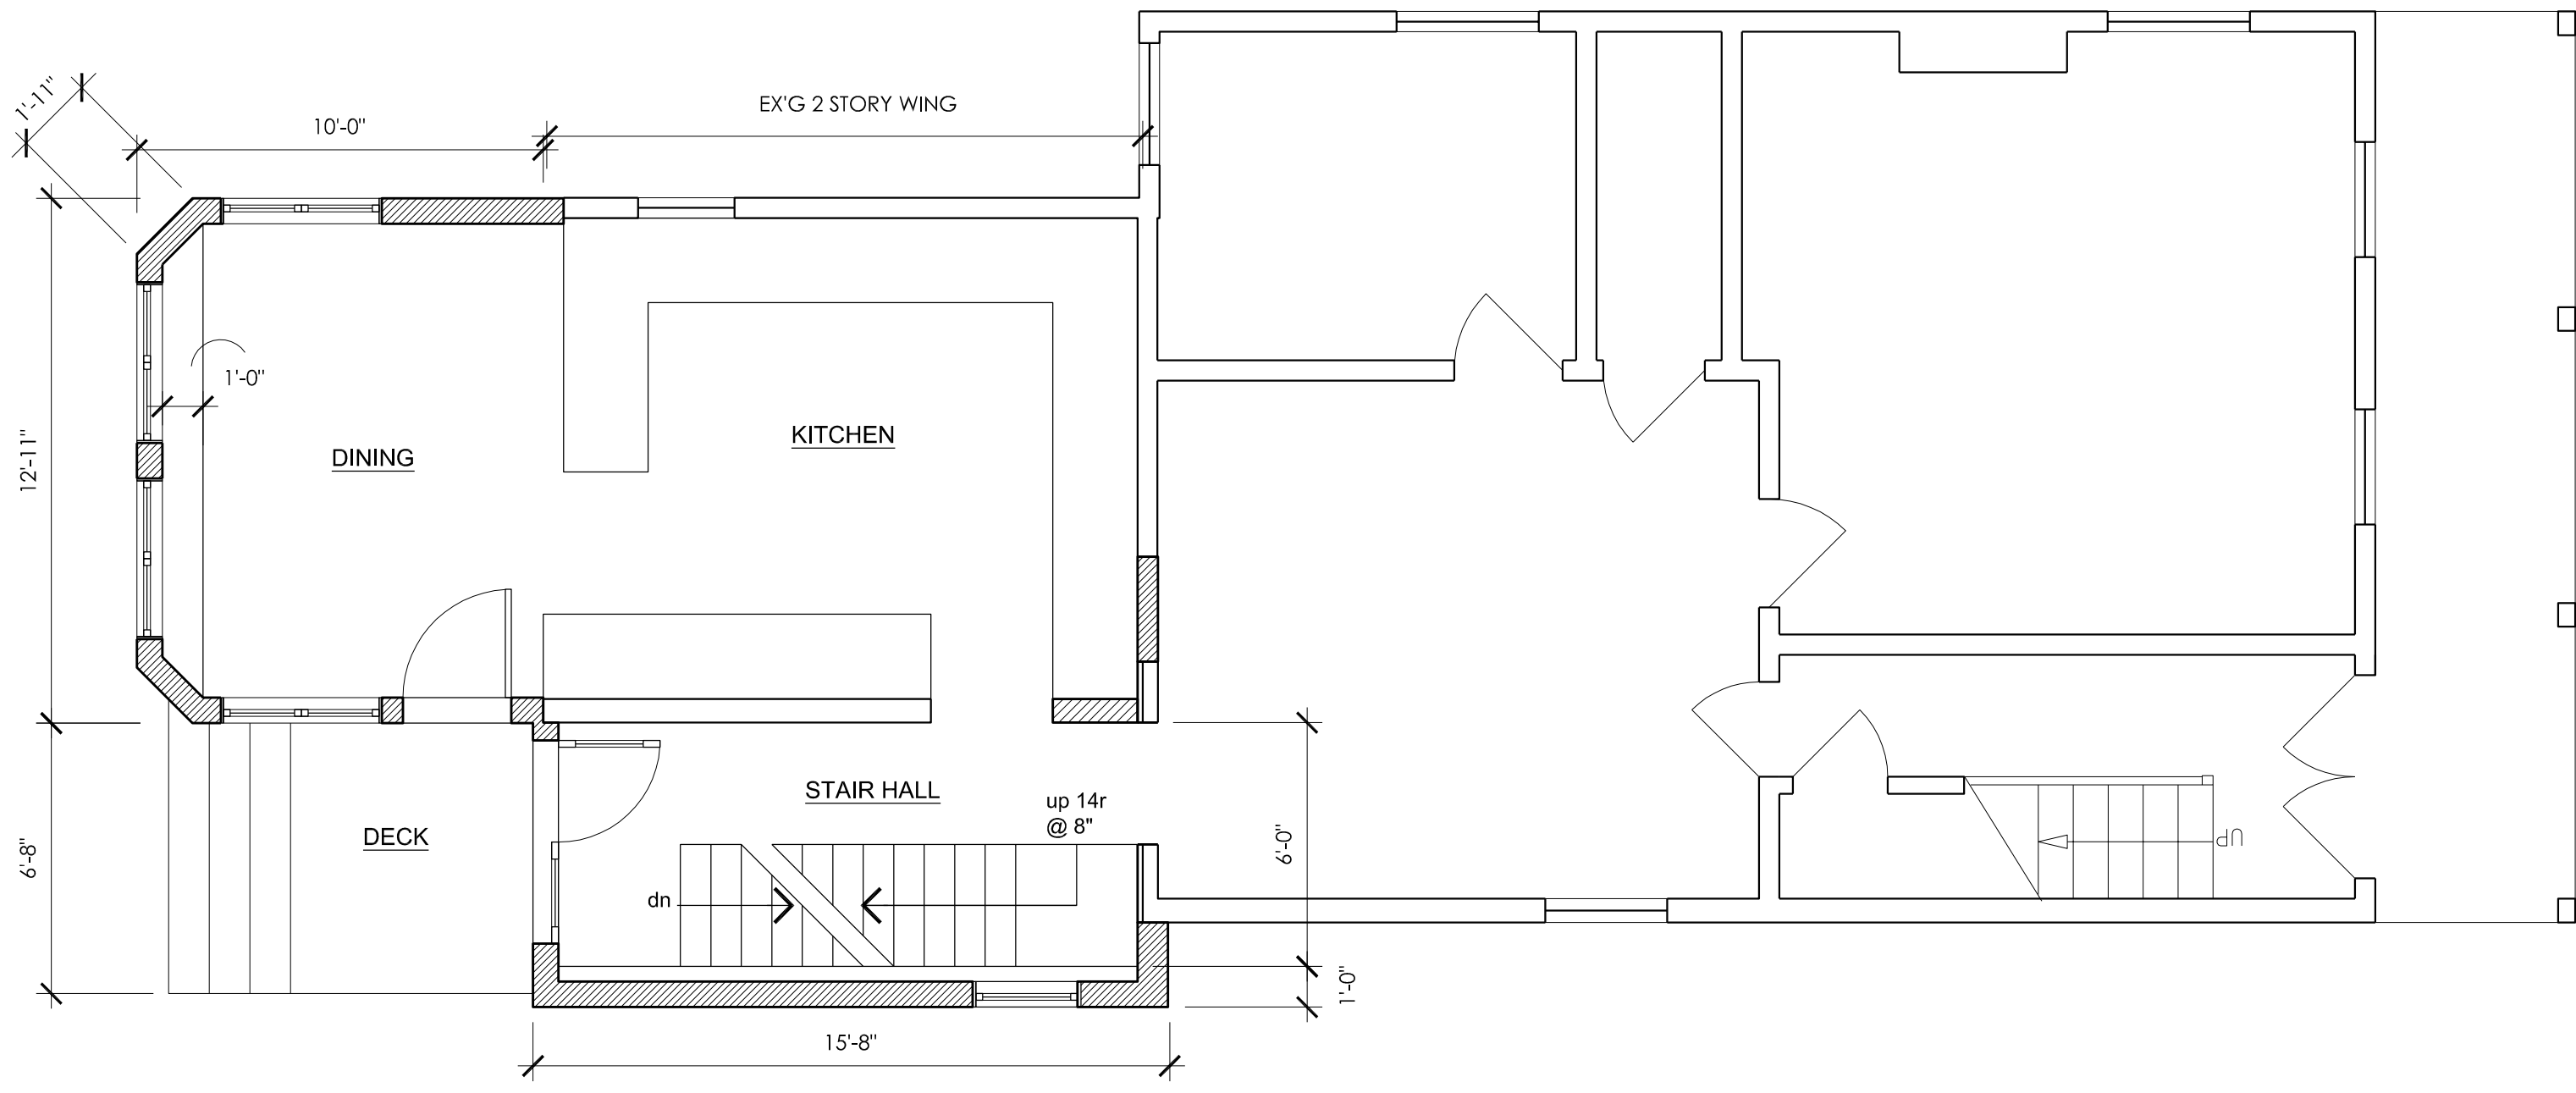 EX'G 2 STORY WING
1'-11"
10'-0"
1'-0"
KITCHEN
DINING
12'-11"
STAIR HALL
up 14r
@ 8"
DECK
6'-8"
6'-0"
UP
dn
1'-0"
15'-8"